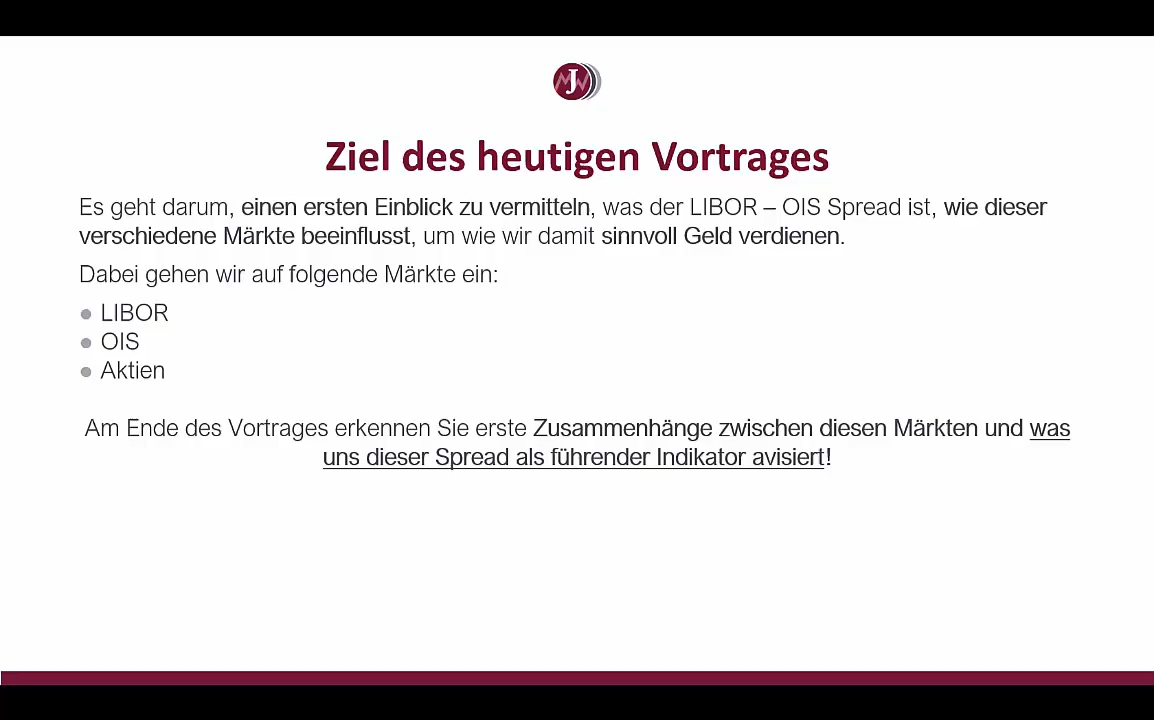 J
Ziel des heutigen Vortrages
Es geht darum, einen ersten Einblick zu vermitteln, was der LIBOR – OIS Spread ist, wie dieser
verschiedene Märkte beeinflusst, um wie wir damit sinnvoll Geld verdienen.
Dabei gehen wir auf folgende Märkte ein:
● LIBOR
● OIS
● Aktien
Am Ende des Vortrages erkennen Sie erste Zusammenhänge zwischen diesen Märkten und was
uns dieser Spread als führender Indikator avisiert!